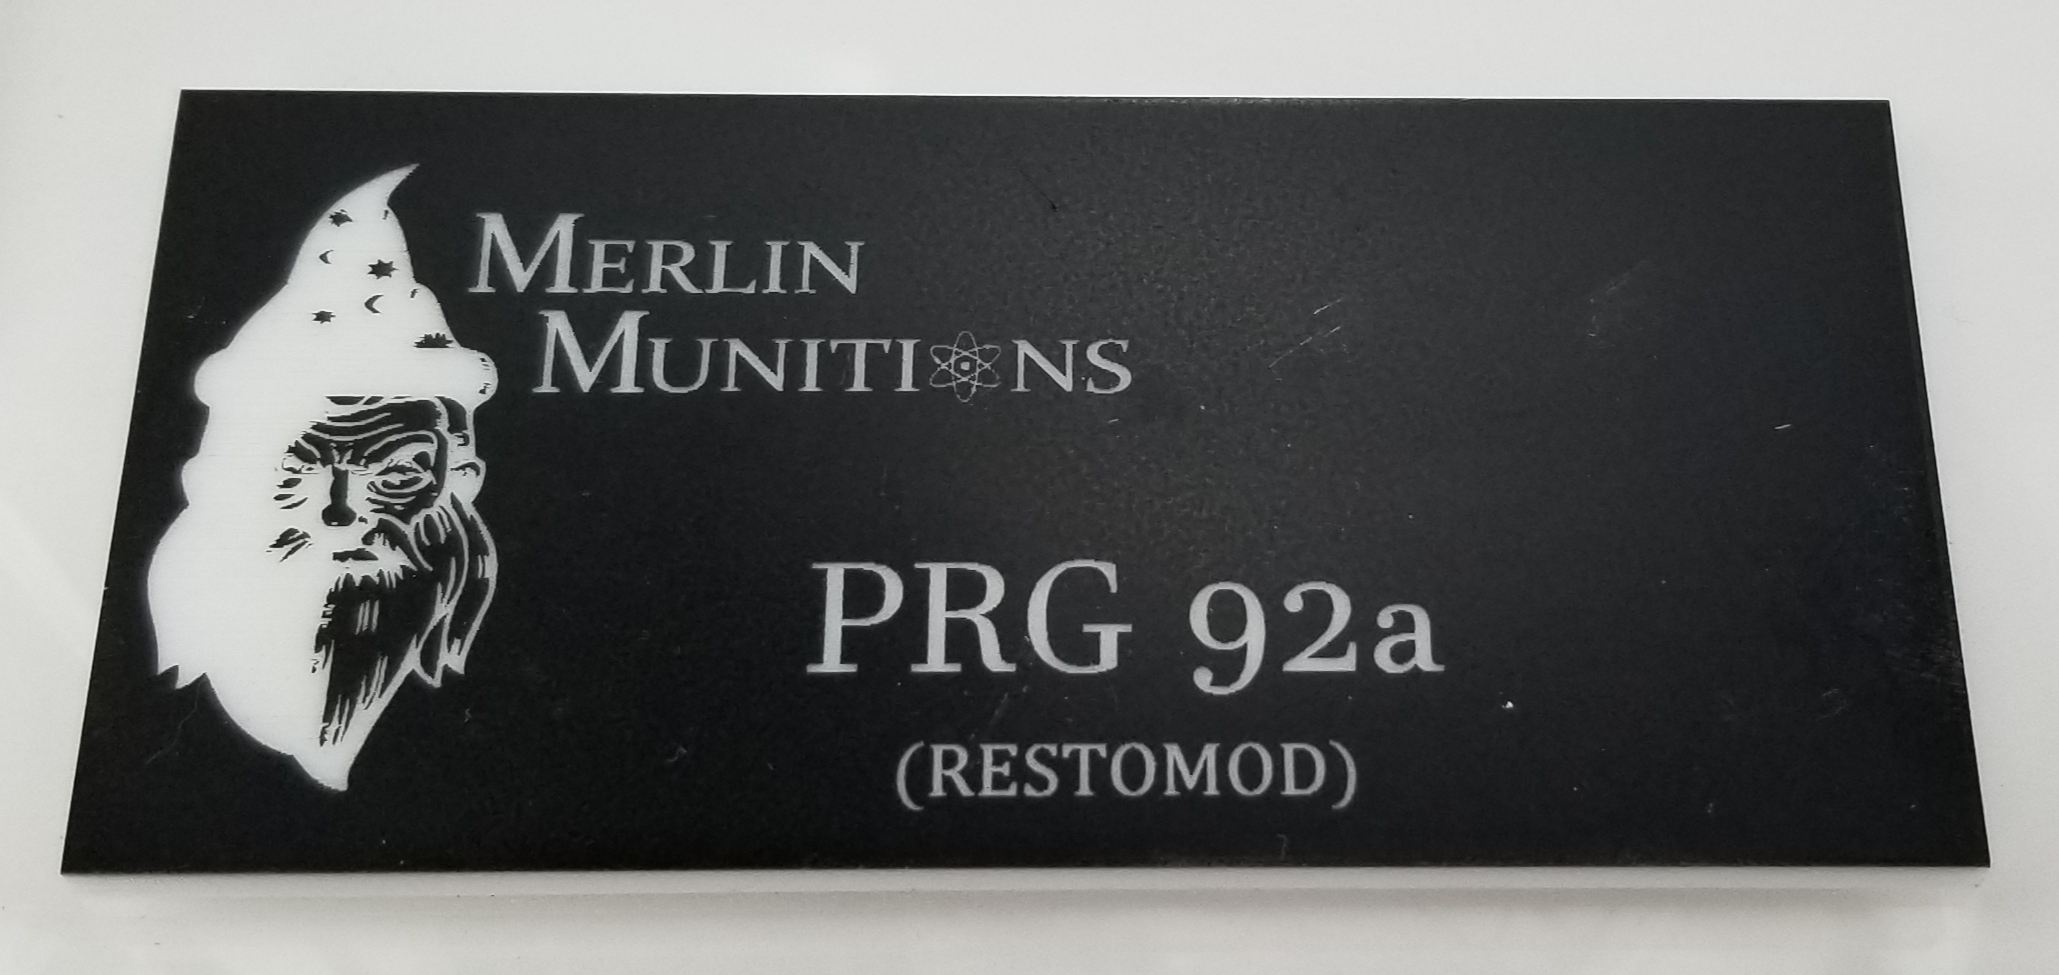 MERLIN
MUNITIONS
PRG 92a
(RESTOMOD)